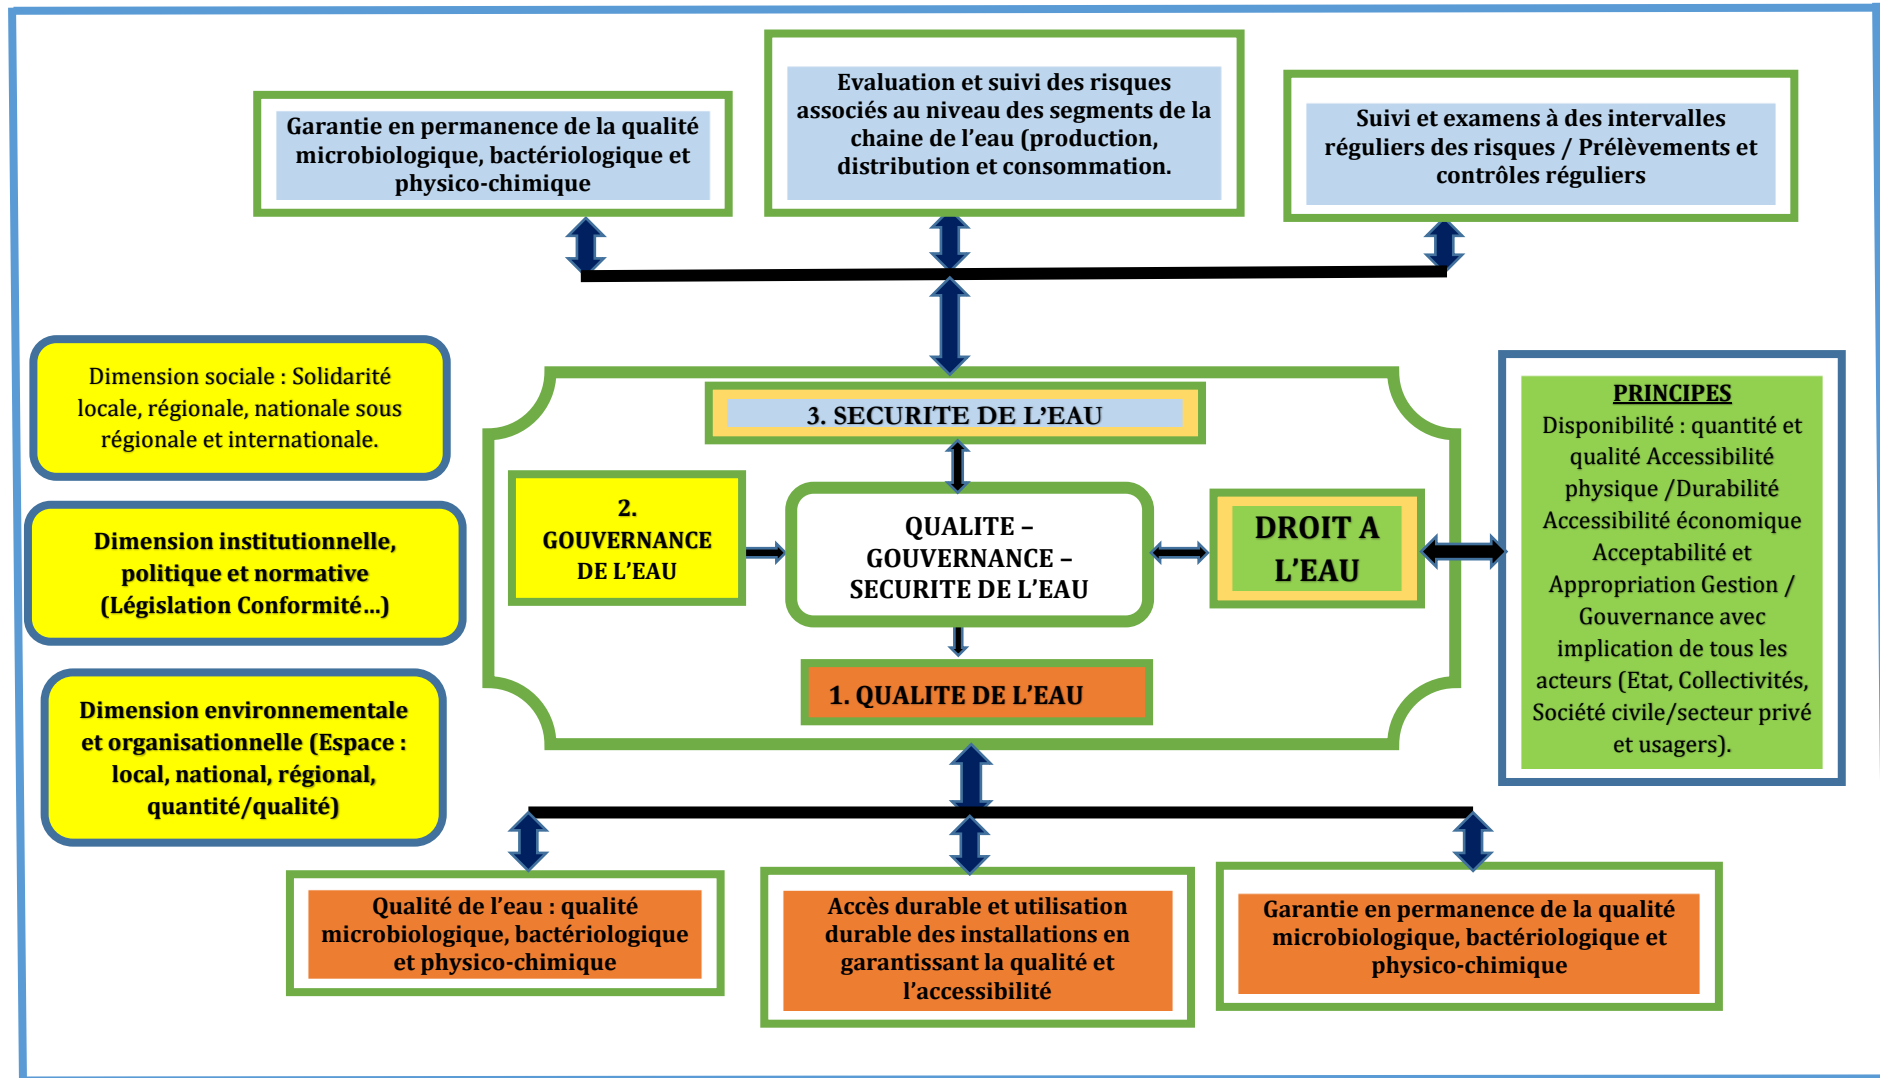 Garantie en permanence de la qualité
microbiologique, bactériologique et
physico-chimique
Evaluation et suivi des risques
associés au niveau des segments de la
chaine de l’eau (production,
distribution et consommation.
Suivi et examens à des intervalles
réguliers des risques / Prélèvements et
contrôles réguliers
Dimension sociale : Solidarité
locale, régionale, nationale sous
régionale et internationale.
Dimension institutionnelle,
politique et normative
(Législation Conformité…)
Dimension environnementale
et organisationnelle (Espace :
local, national, régional,
quantité/qualité)
3. SECURITE DE L’EAU
2.
GOUVERNANCE
DE L’EAU
QUALITE –
GOUVERNANCE –
SECURITE DE L’EAU
DROIT A
L’EAU
1. QUALITE DE L’EAU
PRINCIPES
Disponibilité : quantité et
qualité Accessibilité
physique /Durabilité
Accessibilité économique
Acceptabilité et
Appropriation Gestion /
Gouvernance avec
implication de tous les
acteurs (Etat, Collectivités,
Société civile/secteur privé
et usagers).
Qualité de l’eau : qualité
microbiologique, bactériologique
et physico-chimique
Accès durable et utilisation
durable des installations en
garantissant la qualité et
l’accessibilité
Garantie en permanence de la qualité
microbiologique, bactériologique et
physico-chimique